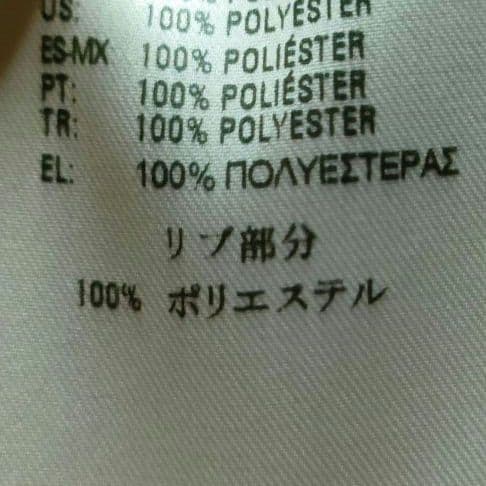 US: 100% POLYESTER
ES-MX 100% POLIÉSTER
PT: 100% POLIÉSTER
TR: 100% POLYESTER
EL: 100% ΠΟΛΥΕΣΤΕΡΑΣ
リブ部分
100% ポリエステル